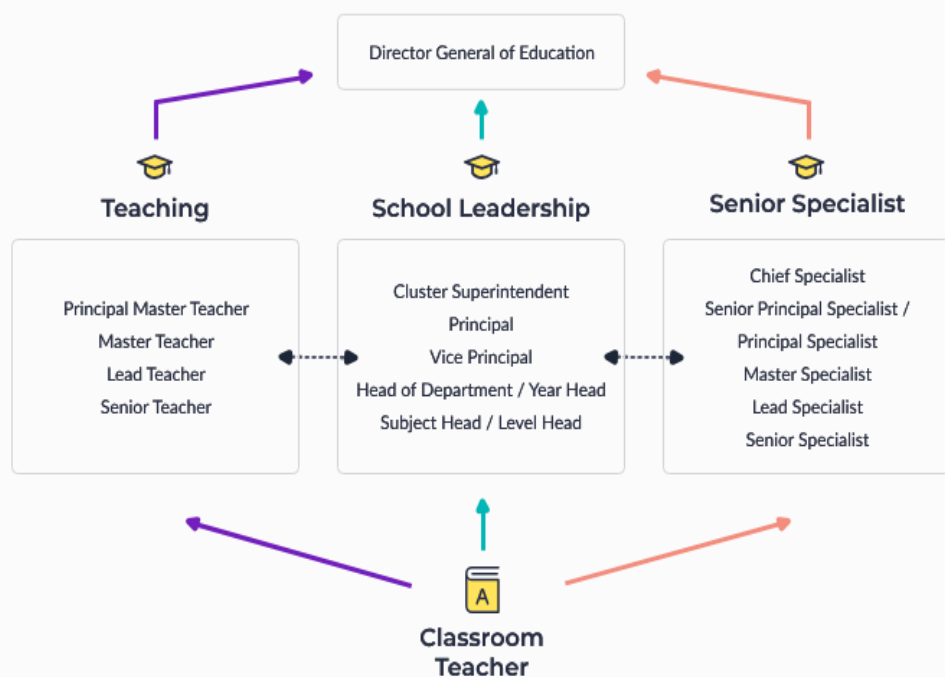 Director General of Education
Teaching
School Leadership
Senior Specialist
Principal Master Teacher
Master Teacher
Lead Teacher
Senior Teacher
Cluster Superintendent
Principal
Vice Principal
Head of Department / Year Head
Subject Head / Level Head
Chief Specialist
Senior Principal Specialist /
Principal Specialist
Master Specialist
Lead Specialist
Senior Specialist
A
Classroom
Teacher